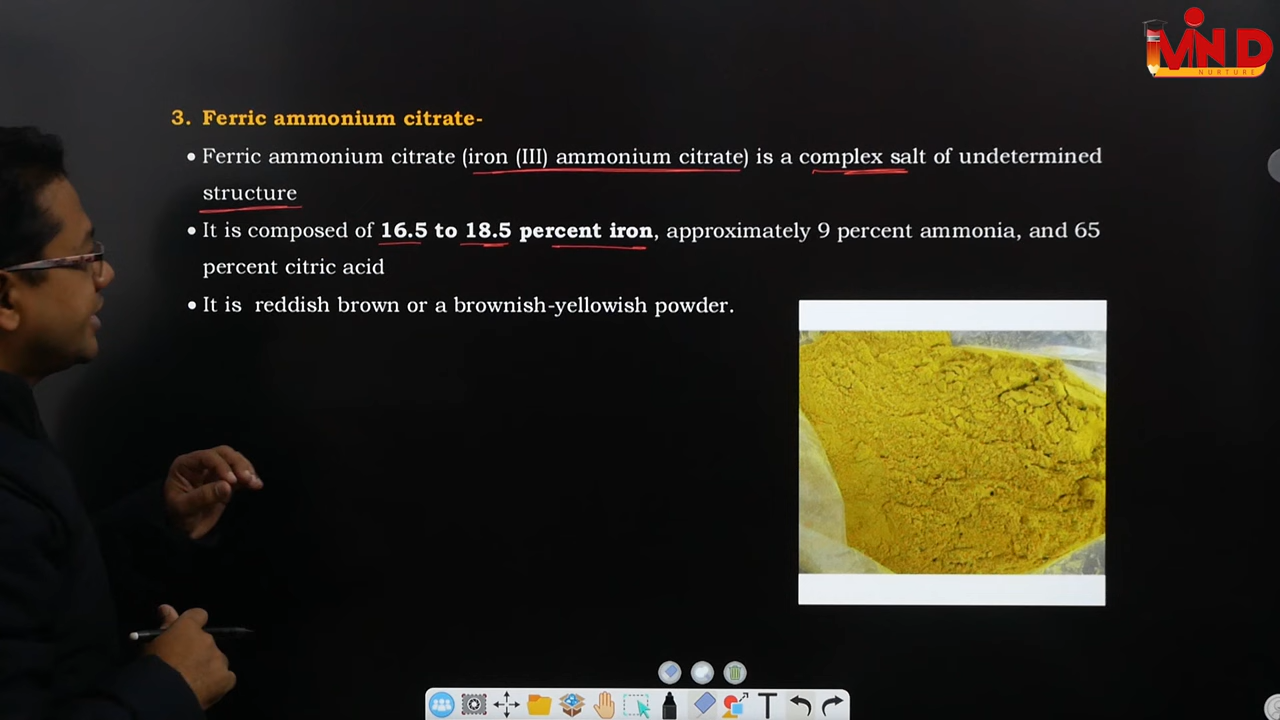 MIND
NURTURE
3. Ferric ammonium citrate-
• Ferric ammonium citrate (iron (III) ammonium citrate) is a complex salt of undetermined
structure
• It is composed of 16.5 to 18.5 percent iron, approximately 9 percent ammonia, and 65
percent citric acid
• It is reddish brown or a brownish-yellowish powder.
T